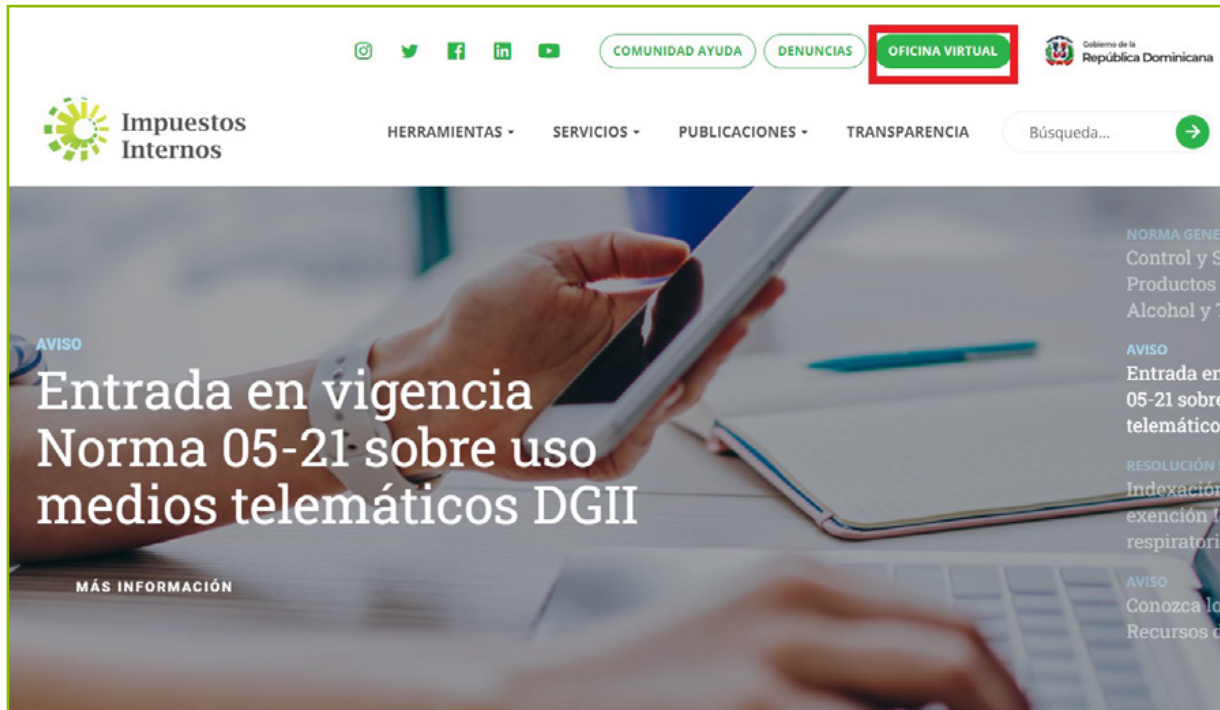 COMUNIDAD AYUDA
DENUNCIAS
OFICINA VIRTUAL
Gobierno de la
República Dominicana
Impuestos
Internos
HERRAMIENTAS
SERVICIOS
PUBLICACIONES
TRANSPARENCIA
Búsqueda...
AVISO
Entrada en vigencia
Norma 05-21 sobre uso
medios telemáticos DGII
MÁS INFORMACIÓN
NORMA GENE
Control y S
Productos
Alcohol y
AVISO
Entrada en
05-21 sobre
telemático
RESOLUCIÓN
Indexación
exención
respiratori
AVISO
Conozca lo
Recursos d